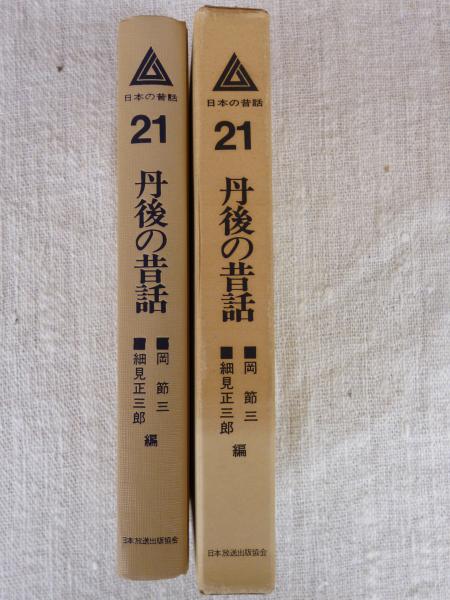 日本の昔話
21
丹後の昔話
■岡節三
■細見正三郎
編
日本放送出版協会
日本の昔話
21
丹後の昔話
■岡節三
■細見正三郎
編
日本放送出版協会